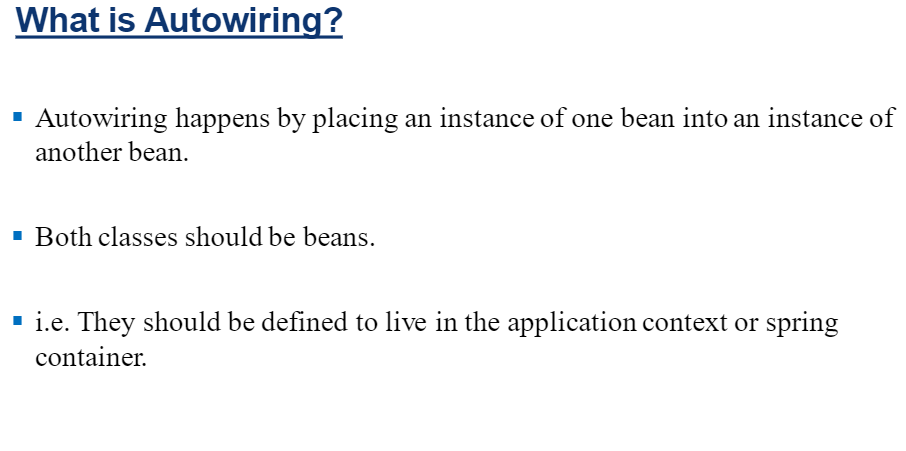 What is Autowiring?
▪ Autowiring happens by placing an instance of one bean into an instance of
another bean.
▪ Both classes should be beans.
▪ i.e. They should be defined to live in the application context or spring
container.